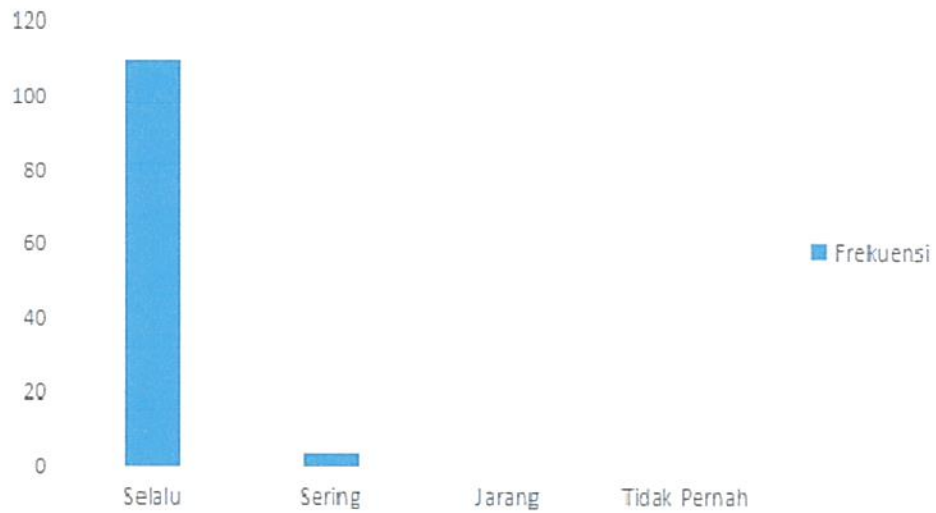 120
100
80
60
40
20
0
Selalu
Sering
Jarang
Tidak Pernah
Frekuensi